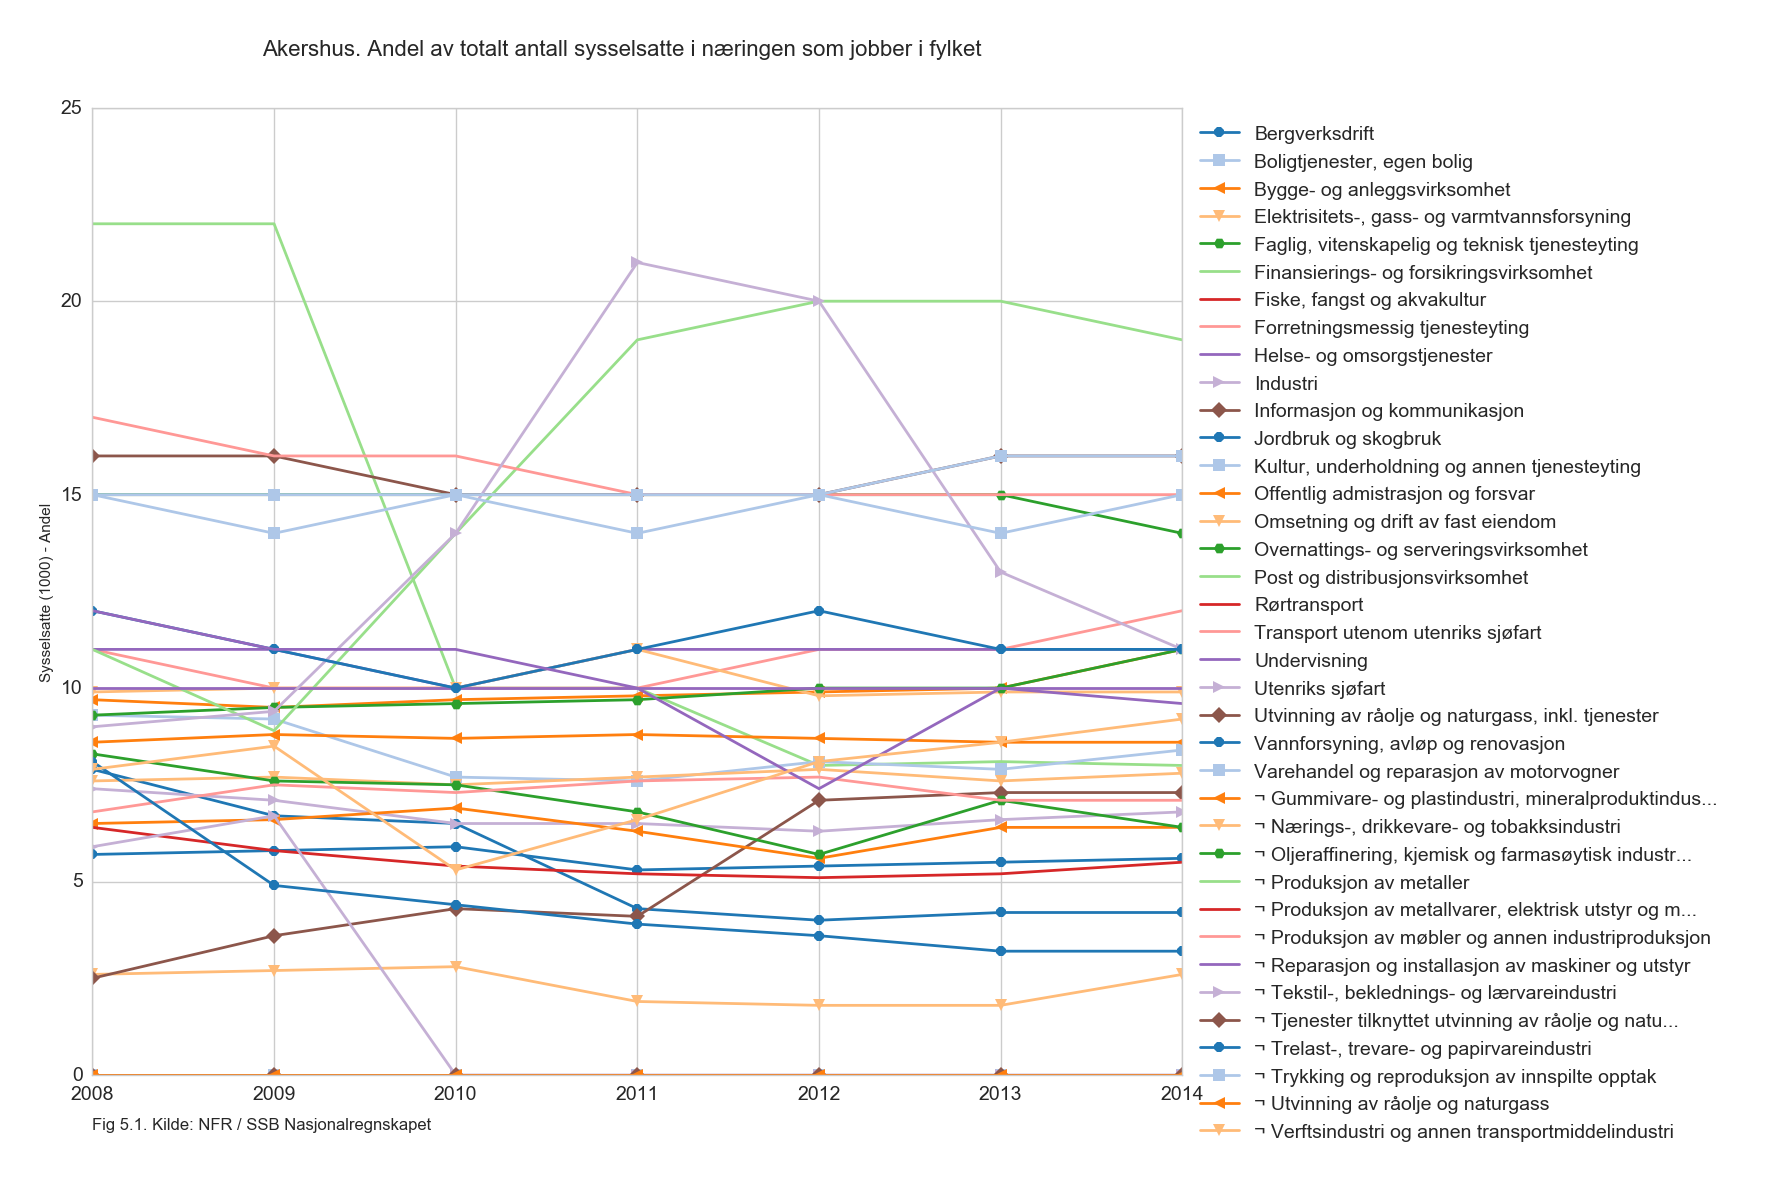 Akershus. Andel av totalt antall sysselsatte i næringen som jobber i fylket
Sysselsatte (1000) - Andel
25
20
15
10
5
0
2008 2009 2010 2011 2012 2013 2014
Fig 5.1. Kilde: NFR / SSB Nasjonalregnskapet
Bergverksdrift
Boligtjenester, egen bolig
Bygge- og anleggsvirksomhet
Elektrisitets-, gass- og varmtvannsforsyning
Faglig, vitenskapelig og teknisk tjenesteyting
Finansierings- og forsikringsvirksomhet
Fiske, fangst og akvakultur
Forretningsmessig tjenesteyting
Helse- og omsorgstjenester
Industri
Informasjon og kommunikasjon
Jordbruk og skogbruk
Kultur, underholdning og annen tjenesteyting
Offentlig admistrasjon og forsvar
Omsetning og drift av fast eiendom
Overnattings- og serveringsvirksomhet
Post og distribusjonsvirksomhet
Rørtransport
Transport utenom utenriks sjøfart
Undervisning
Utenriks sjøfart
Utvinning av råolje og naturgass, inkl. tjenester
Vannforsyning, avløp og renovasjon
Varehandel og reparasjon av motorvogner
¬ Gummivare- og plastindustri, mineralproduktindus...
¬ Nærings-, drikkevare- og tobakksindustri
¬ Oljeraffinering, kjemisk og farmasøytisk industr...
¬ Produksjon av metaller
¬ Produksjon av metallvarer, elektrisk utstyr og m...
¬ Produksjon av møbler og annen industriproduksjon
¬ Reparasjon og installasjon av maskiner og utstyr
¬ Tekstil-, beklednings- og lærvareindustri
¬ Tjenester tilknyttet utvinning av råolje og natu...
¬ Trelast-, trevare- og papirvareindustri
¬ Trykking og reproduksjon av innspilte opptak
¬ Utvinning av råolje og naturgass
¬ Verftsindustri og annen transportmiddelindustri